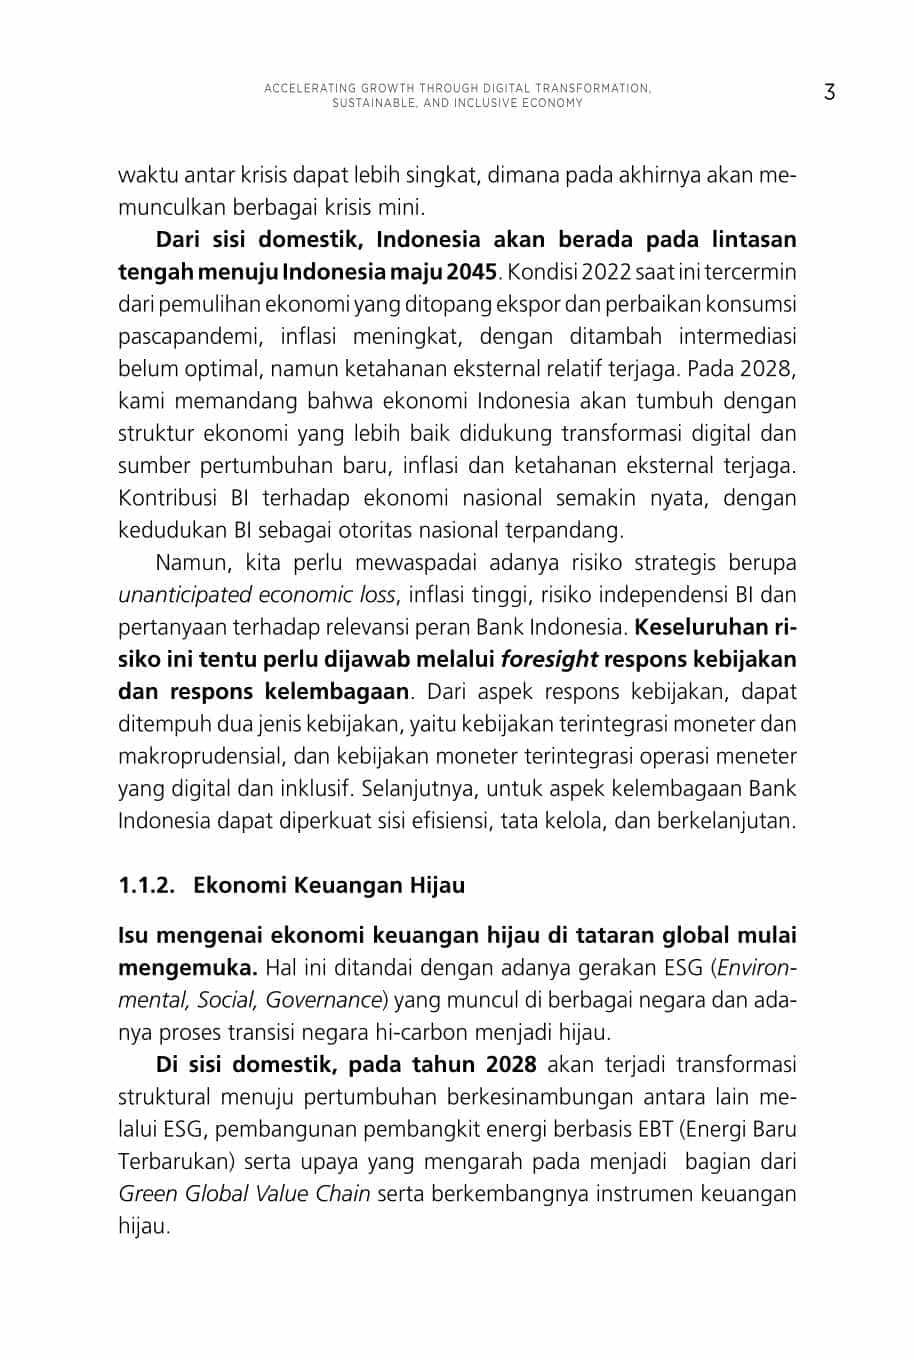 ACCELERATING GROWTH THROUGH DIGITAL TRANSFORMATION,
SUSTAINABLE, AND INCLUSIVE ECONOMY
3
waktu antar krisis dapat lebih singkat, dimana pada akhirnya akan me-
munculkan berbagai krisis mini.
Dari sisi domestik, Indonesia akan berada pada lintasan
tengah menuju Indonesia maju 2045. Kondisi 2022 saat ini tercermin
dari pemulihan ekonomi yang ditopang ekspor dan perbaikan konsumsi
pascapandemi, inflasi meningkat, dengan ditambah intermediasi
belum optimal, namun ketahanan eksternal relatif terjaga. Pada 2028,
kami memandang bahwa ekonomi Indonesia akan tumbuh dengan
struktur ekonomi yang lebih baik didukung transformasi digital dan
sumber pertumbuhan baru, inflasi dan ketahanan eksternal terjaga.
Kontribusi BI terhadap ekonomi nasional semakin nyata, dengan
kedudukan BI sebagai otoritas nasional terpandang.
Namun, kita perlu mewaspadai adanya risiko strategis berupa
unanticipated economic loss, inflasi tinggi, risiko independensi BI dan
pertanyaan terhadap relevansi peran Bank Indonesia. Keseluruhan ri-
siko ini tentu perlu dijawab melalui foresight respons kebijakan
dan respons kelembagaan. Dari aspek respons kebijakan, dapat
ditempuh dua jenis kebijakan, yaitu kebijakan terintegrasi moneter dan
makroprudensial, dan kebijakan moneter terintegrasi operasi meneter
yang digital dan inklusif. Selanjutnya, untuk aspek kelembagaan Bank
Indonesia dapat diperkuat sisi efisiensi, tata kelola, dan berkelanjutan.
1.1.2. Ekonomi Keuangan Hijau
Isu mengenai ekonomi keuangan hijau di tataran global mulai
mengemuka. Hal ini ditandai dengan adanya gerakan ESG (Environ-
mental, Social, Governance) yang muncul di berbagai negara dan ada-
nya proses transisi negara hi-carbon menjadi hijau.
Di sisi domestik, pada tahun 2028 akan terjadi transformasi
struktural menuju pertumbuhan berkesinambungan antara lain me-
lalui ESG, pembangunan pembangkit energi berbasis EBT (Energi Baru
Terbarukan) serta upaya yang mengarah pada menjadi bagian dari
Green Global Value Chain serta berkembangnya instrumen keuangan
hijau.